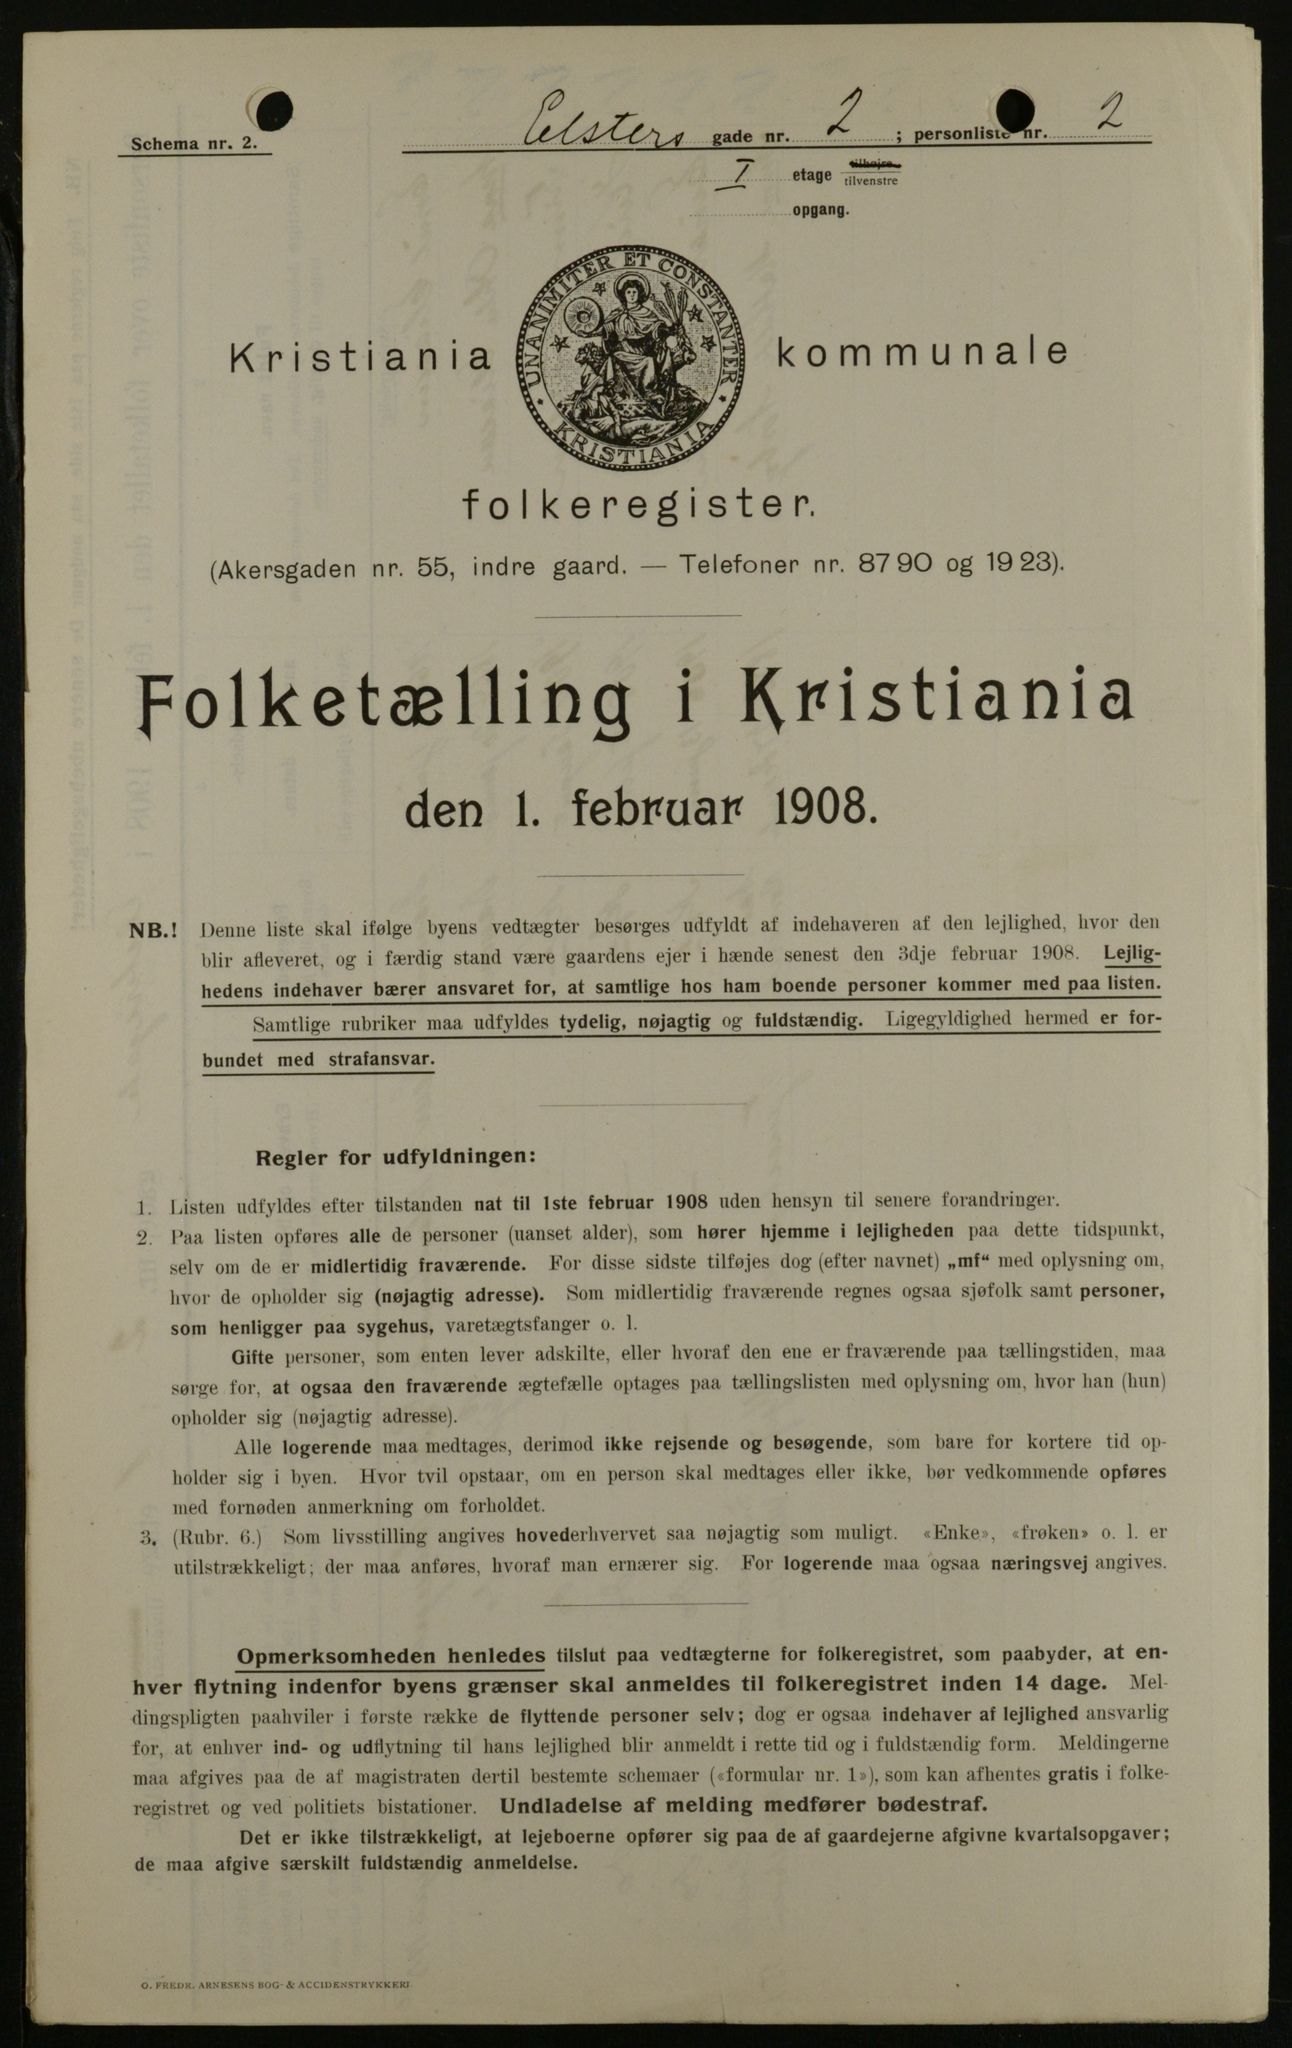 Schema nr. 2.
Eilsters gade nr. 2 ; personliste nr. 2
I etage tilhøjre
tilvenstre
opgang.
UNANIMITER ET CONSTANTER
KRISTIANIA
Kristiania kommunale
folkeregister.
(Akersgaden nr. 55, indre gaard. — Telefoner nr. 87 90 og 19 23).
Folketælling i Kristiania
den 1. februar 1908.
NB.! Denne liste skal ifølge byens vedtægter besørges udfyldt af indehaveren af den lejlighed, hvor den
blir afleveret, og i færdig stand være gaardens ejer i hænde senest den 3dje februar 1908. Lejlig-
hedens indehaver bærer ansvaret for, at samtlige hos ham boende personer kommer med paa listen.
Samtlige rubriker maa udfyldes tydelig, nøjagtig og fuldstændig. Ligegyldighed hermed er for-
bundet med strafansvar.
Regler for udfyldningen:
1. Listen udfyldes efter tilstanden nat til 1ste februar 1908 uden hensyn til senere forandringer.
2. Paa listen opføres alle de personer (uanset alder), som hører hjemme i lejligheden paa dette tidspunkt,
selv om de er midlertidig fraværende. For disse sidste tilføjes dog (efter navnet) „mf“ med oplysning om,
hvor de opholder sig (nøjagtig adresse). Som midlertidig fraværende regnes ogsaa sjøfolk samt personer,
som henligger paa sygehus, varetægtsfanger o. l.
Gifte personer, som enten lever adskilte, eller hvoraf den ene er fraværende paa tællingstiden, maa
sørge for, at ogsaa den fraværende ægtefælle optages paa tællingslisten med oplysning om, hvor han (hun)
opholder sig (nøjagtig adresse).
Alle logerende maa medtages, derimod ikke rejsende og besøgende, som bare for kortere tid op-
holder sig i byen. Hvor tvil opstaar, om en person skal medtages eller ikke, bør vedkommende opføres
med fornøden anmerkning om forholdet.
3. (Rubr. 6.) Som livsstilling angives hovederhvervet saa nøjagtig som muligt. «Enke», «frøken» o. l. er
utilstrækkeligt; der maa anføres, hvoraf man ernærer sig. For logerende maa ogsaa næringsvej angives.
Opmerksomheden henledes tilslut paa vedtægterne for folkeregistret, som paabyder, at en-
hver flytning indenfor byens grænser skal anmeldes til folkeregistret inden 14 dage. Mel-
dingspligten paahviler i første række de flyttende personer selv; dog er ogsaa indehaver af lejlighed ansvarlig
for, at enhver ind- og udflytning til hans lejlighed blir anmeldt i rette tid og i fuldstændig form. Meldingerne
maa afgives paa de af magistraten dertil bestemte schemaer («formular nr. 1»), som kan afhentes gratis i folke-
registret og ved politiets bistationer. Undladelse af melding medfører bødestraf.
Det er ikke tilstrækkeligt, at lejeboerne opfører sig paa de af gaardejerne afgivne kvartalsopgaver;
de maa afgive særskilt fuldstændig anmeldelse.
O. FREDR. ARNESENS BOG- & ACCIDENSTRYKKERI